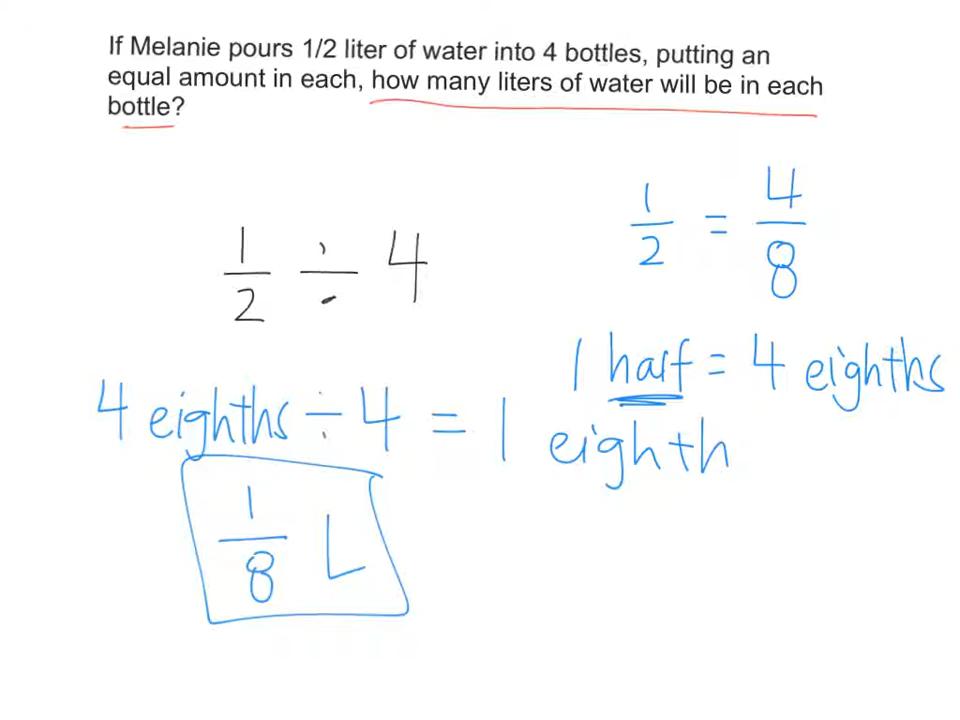 If Melanie pours 1/2 liter of water into 4 bottles, putting an
equal amount in each, how many liters of water will be in each
bottle?
1/2 = 4/8
1/2 ÷ 4
1 half = 4 eighths
4 eighths ÷ 4 = 1 eighth
1/8 L